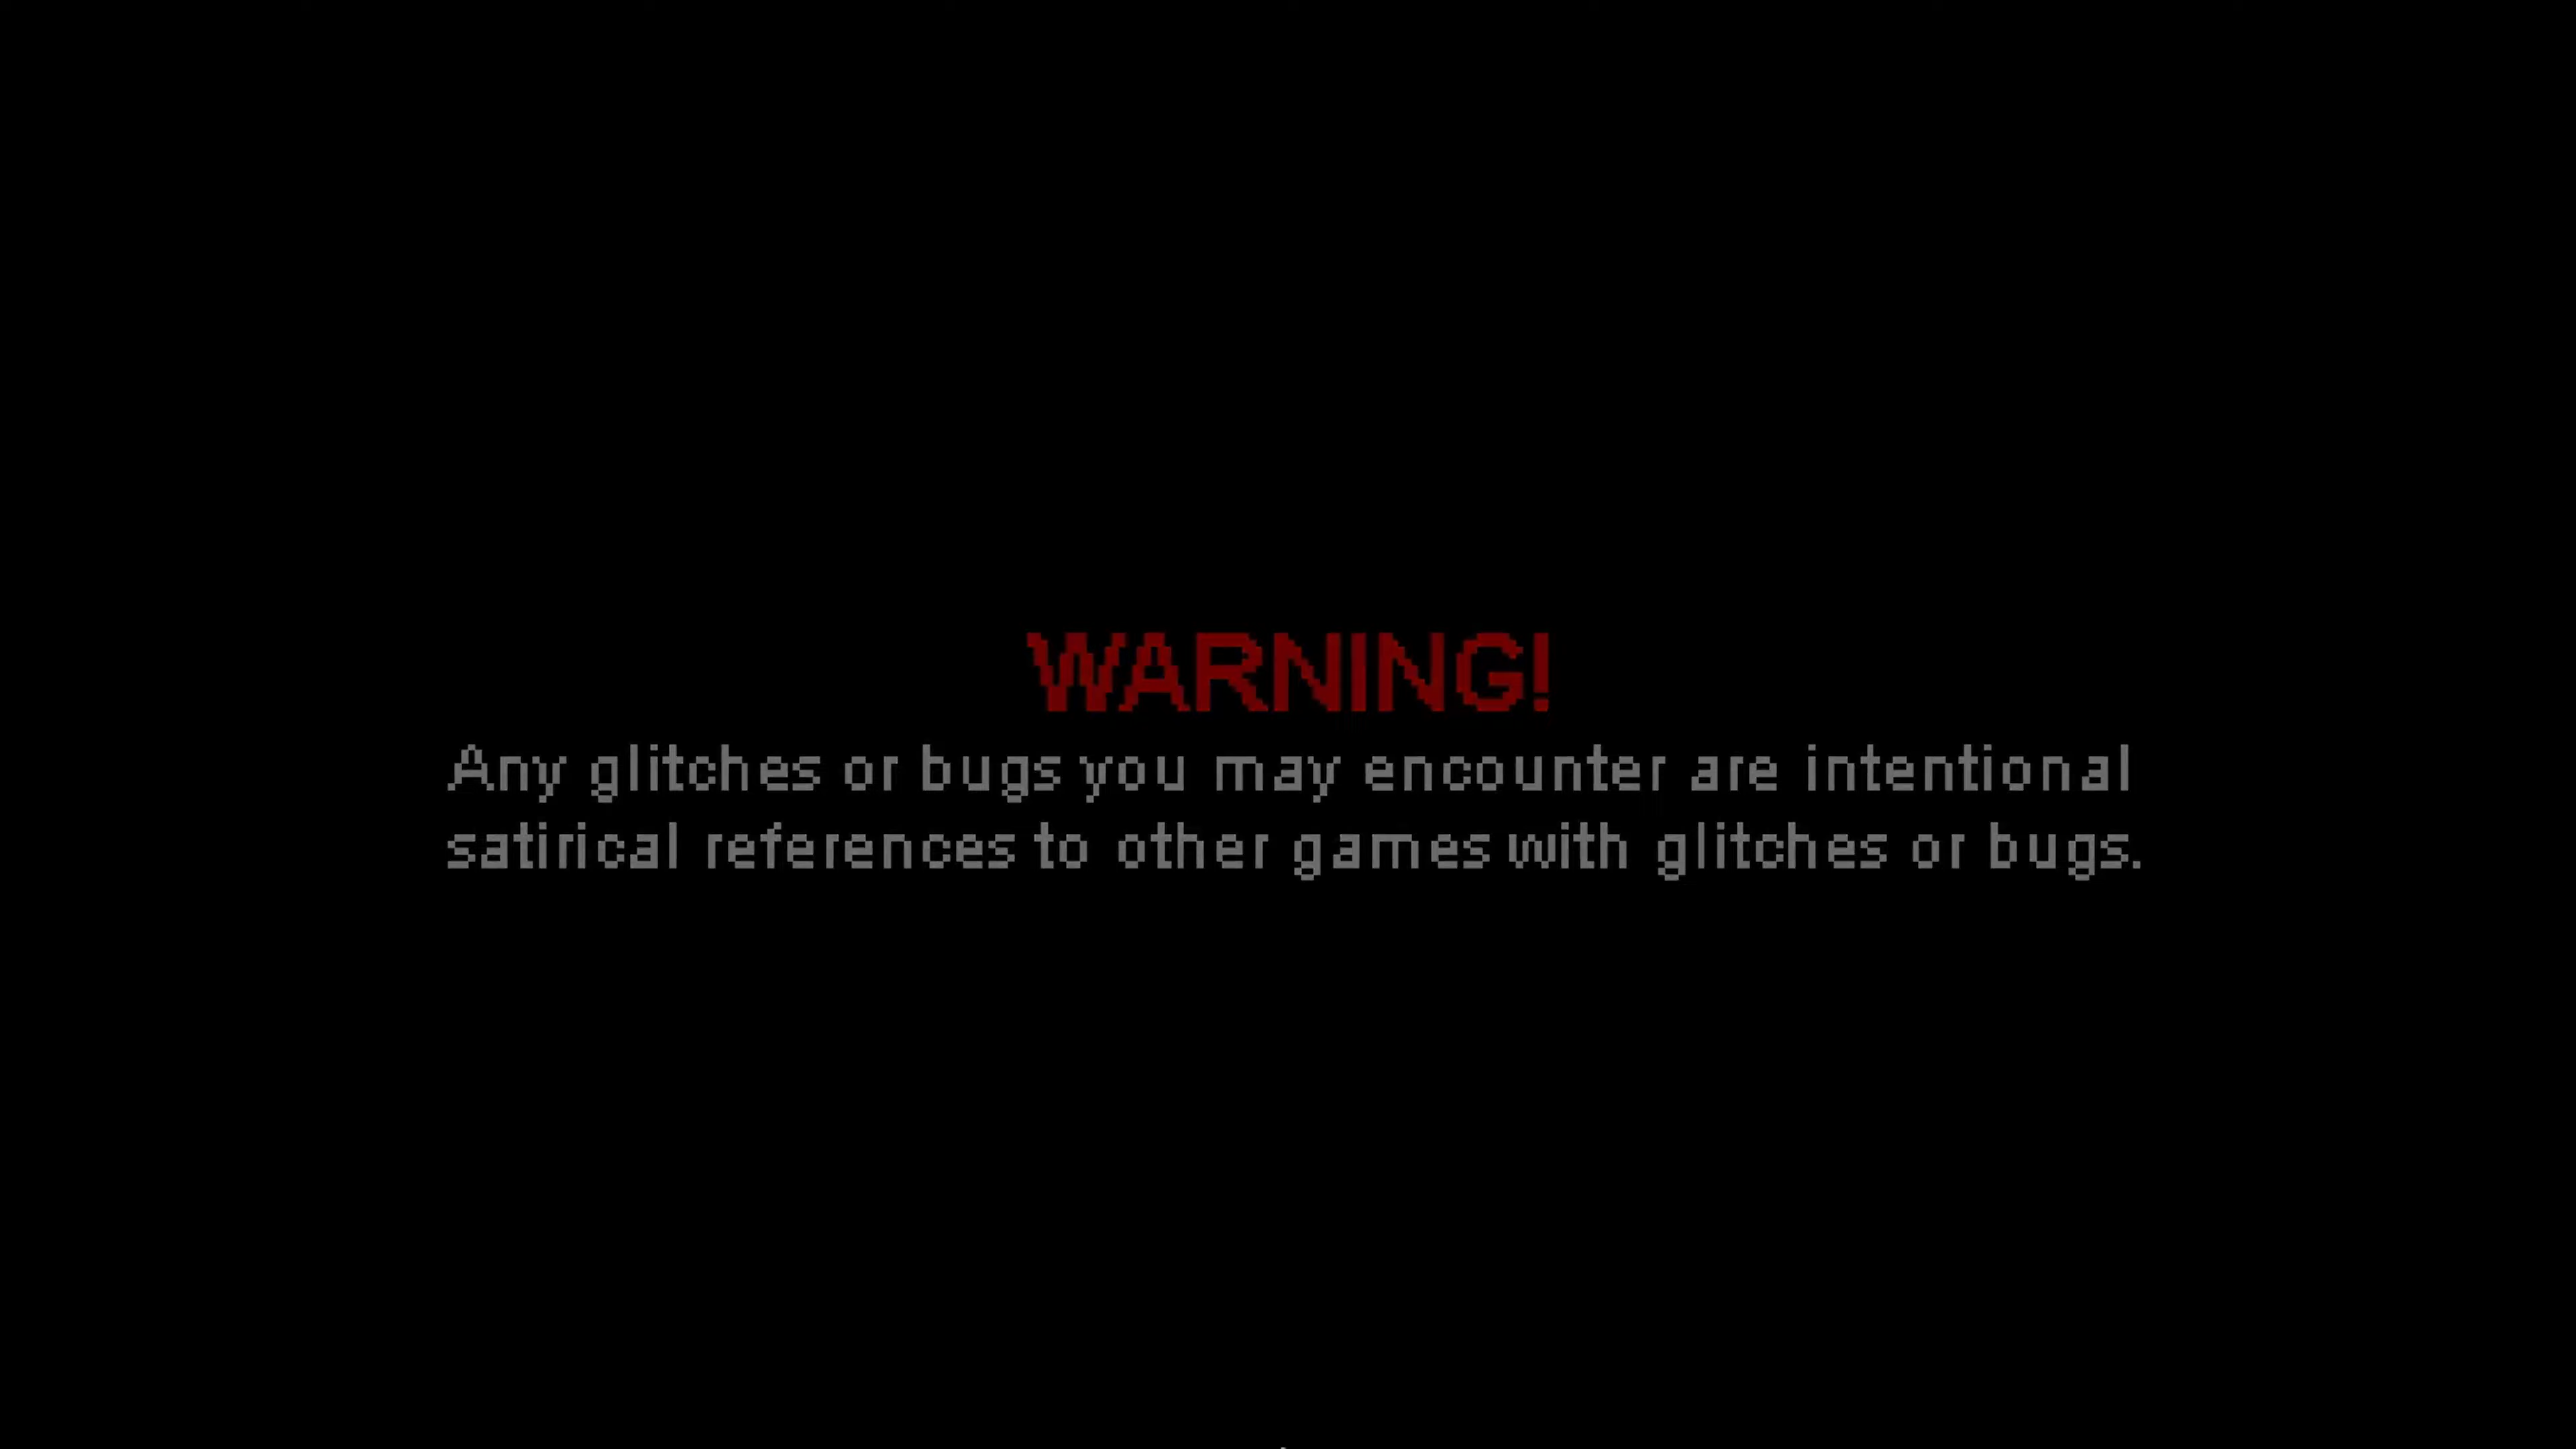 WARNING!
Any glitches or bugs you may encounter are intentional
satirical references to other games with glitches or bugs.